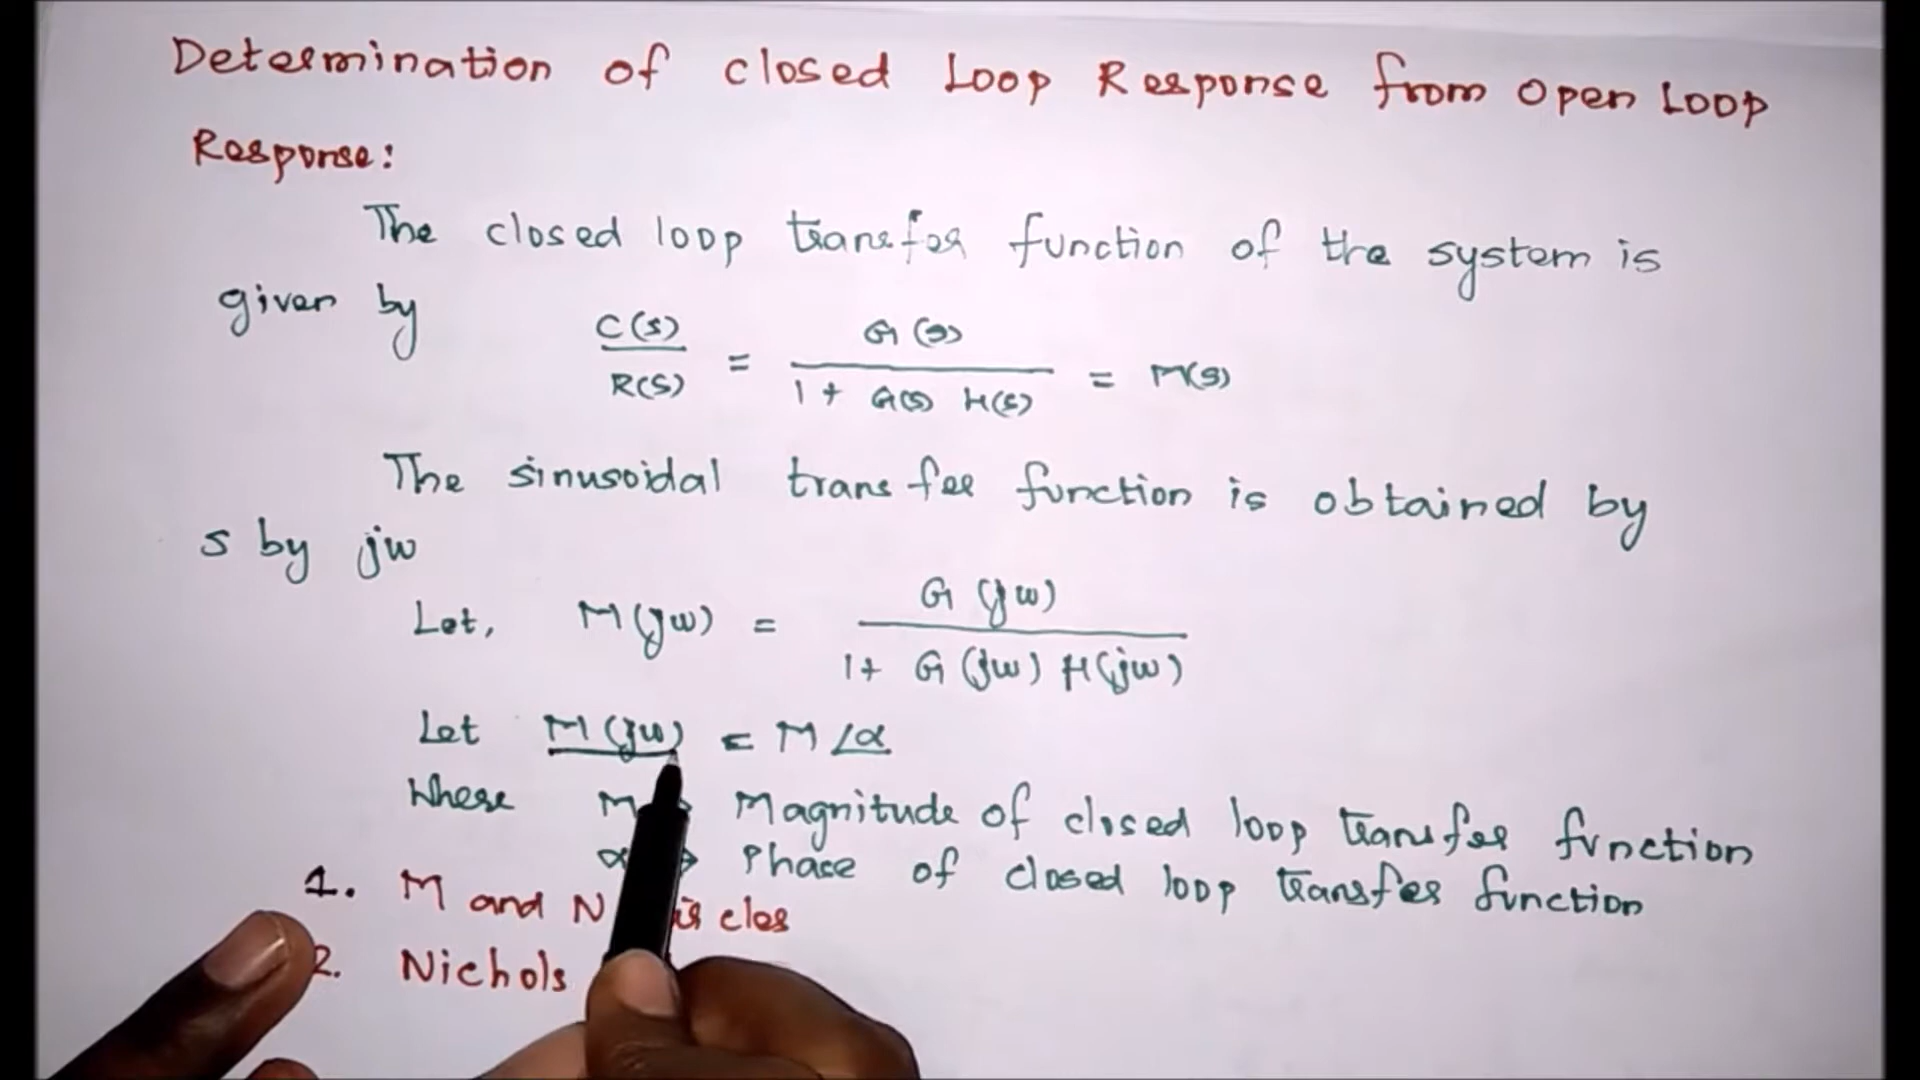 Determination of closed Loop Response from Open Loop
Response:
The closed loop transfer function of the system is
given by
C(s)/R(S) = G(s)/1 + G(s) H(s) = M(s)
The sinusoidal transfer function is obtained by
s by jw
Let, M(jw) = G(jw)/1+ G(jw) H(jw)
Let M(jw) = M ∠α
Where M Magnitude of closed loop transfer function
α Phase of closed loop transfer function
1. M and N cles
2. Nichols